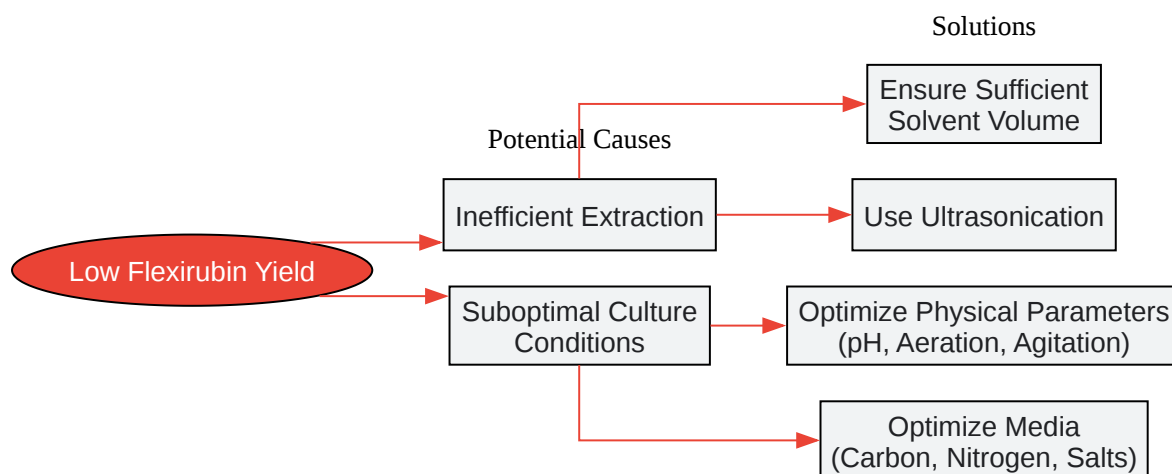 Solutions
Ensure Sufficient
Solvent Volume
Potential Causes
Inefficient Extraction
Use Ultrasonication
Low Flexirubin Yield
Suboptimal Culture
Conditions
Optimize Physical Parameters
(pH, Aeration, Agitation)
Optimize Media
(Carbon, Nitrogen, Salts)